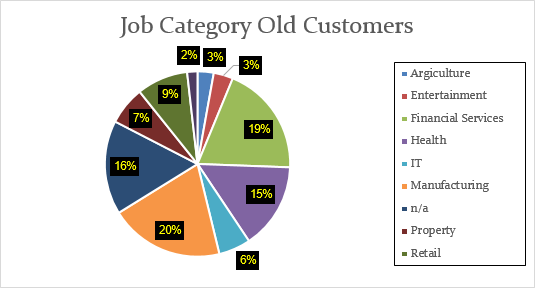 Job Category Old Customers
2%
3%
3%
19%
15%
6%
20%
16%
7%
9%
Argiculture
Entertainment
Financial Services
Health
IT
Manufacturing
n/a
Property
Retail